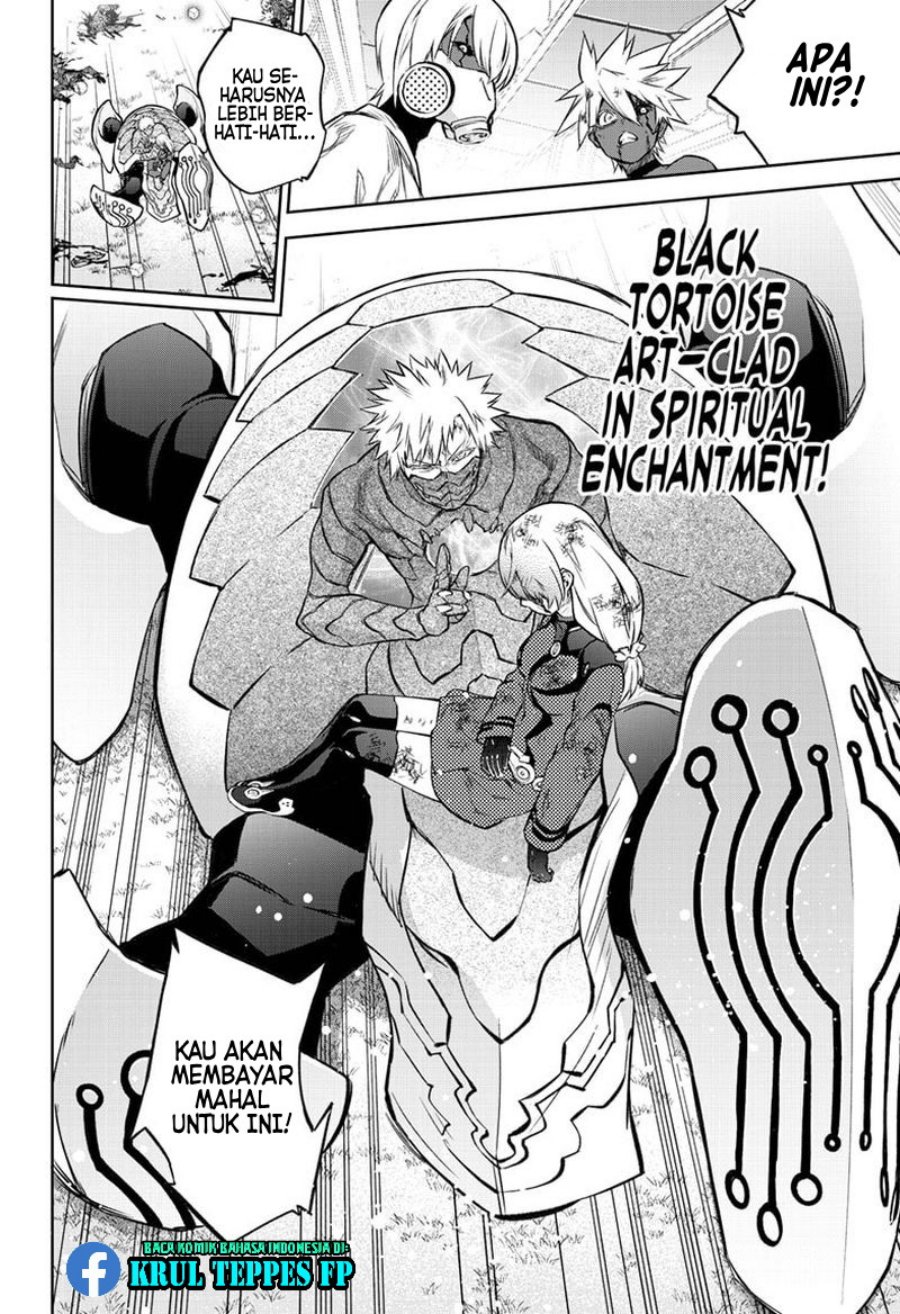 APA
INI?!
KAU SE-
HARUSNYA
LEBIH BER-
HATI-HATI...
BLACK
TORTOISE
ART-CLAD
IN SPIRITUAL
ENCHANTMENT!
KAU AKAN
MEMBAYAR
MAHAL
UNTUK INI!
BACA KOMIK BAHASA INDONESIA DI:
KRUL TEPPES FP